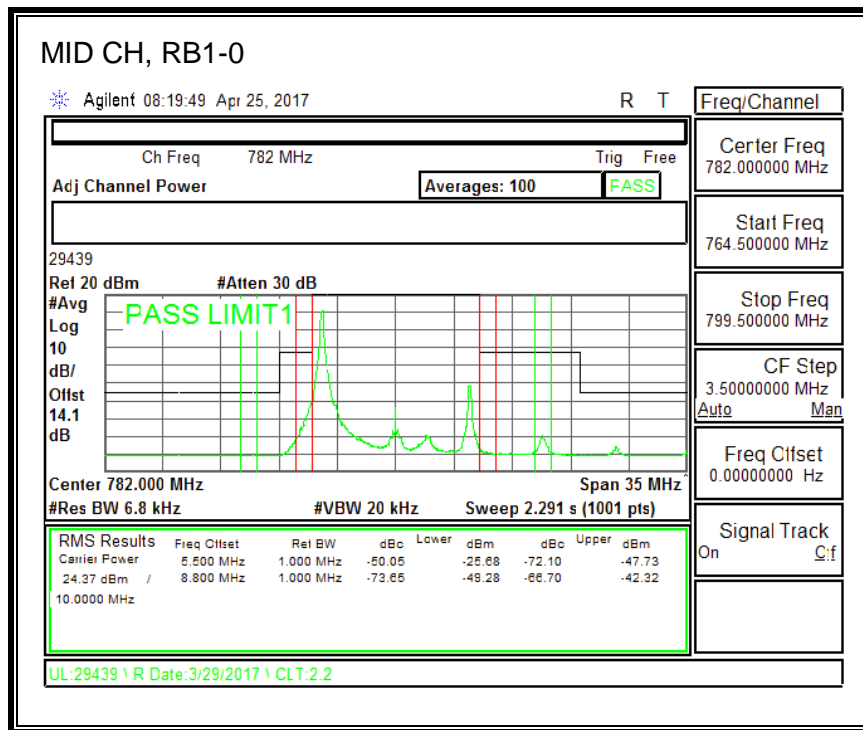 MID CH, RB1-0
Agilent 08:19:49 Apr 25, 2017 R T
Freq/Channel
Ch Freq 782 MHz Trig Free
Adj Channel Power Averages: 100 PASS
Center Freq
782.000000 MHz
Start Freq
764.500000 MHz
Stop Freq
799.500000 MHz
CF Step
3.50000000 MHz
Auto Man
Freq Offset
0.00000000 Hz
Signal Track
On Off
29439
Ref 20 dBm #Atten 30 dB
#Avg
Log
10
dB/
Offst
14.1
dB
PASS LIMIT1
Center 782.000 MHz Span 35 MHz
#Res BW 6.8 kHz #VBW 20 kHz Sweep 2.291 s (1001 pts)
RMS Results Freq Offset Ref BW dBc Lower dBm dBc Upper dBm
Carrier Power 5.500 MHz 1.000 MHz -50.05 -25.68 -72.10 -47.73
24.37 dBm / 8.800 MHz 1.000 MHz -73.65 -49.28 -66.70 -42.32
10.0000 MHz
UL:29439 \ R Date:3/29/2017 \ CLT:2.2